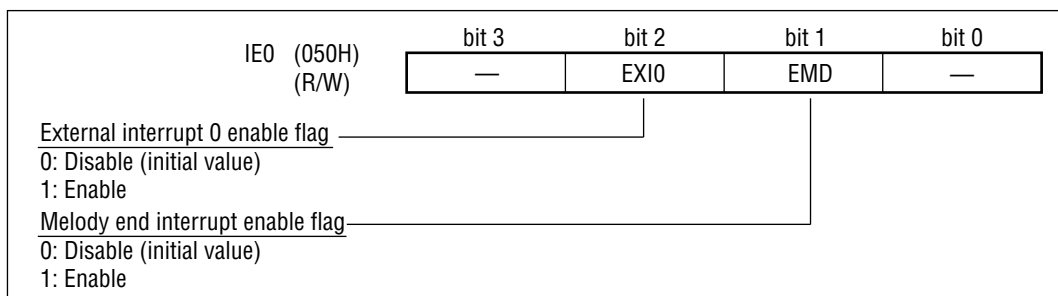 bit 3 bit 2 bit 1 bit 0
IE0 (050H)
(R/W)
— EXI0 EMD —
External interrupt 0 enable flag
0: Disable (initial value)
1: Enable
Melody end interrupt enable flag
0: Disable (initial value)
1: Enable